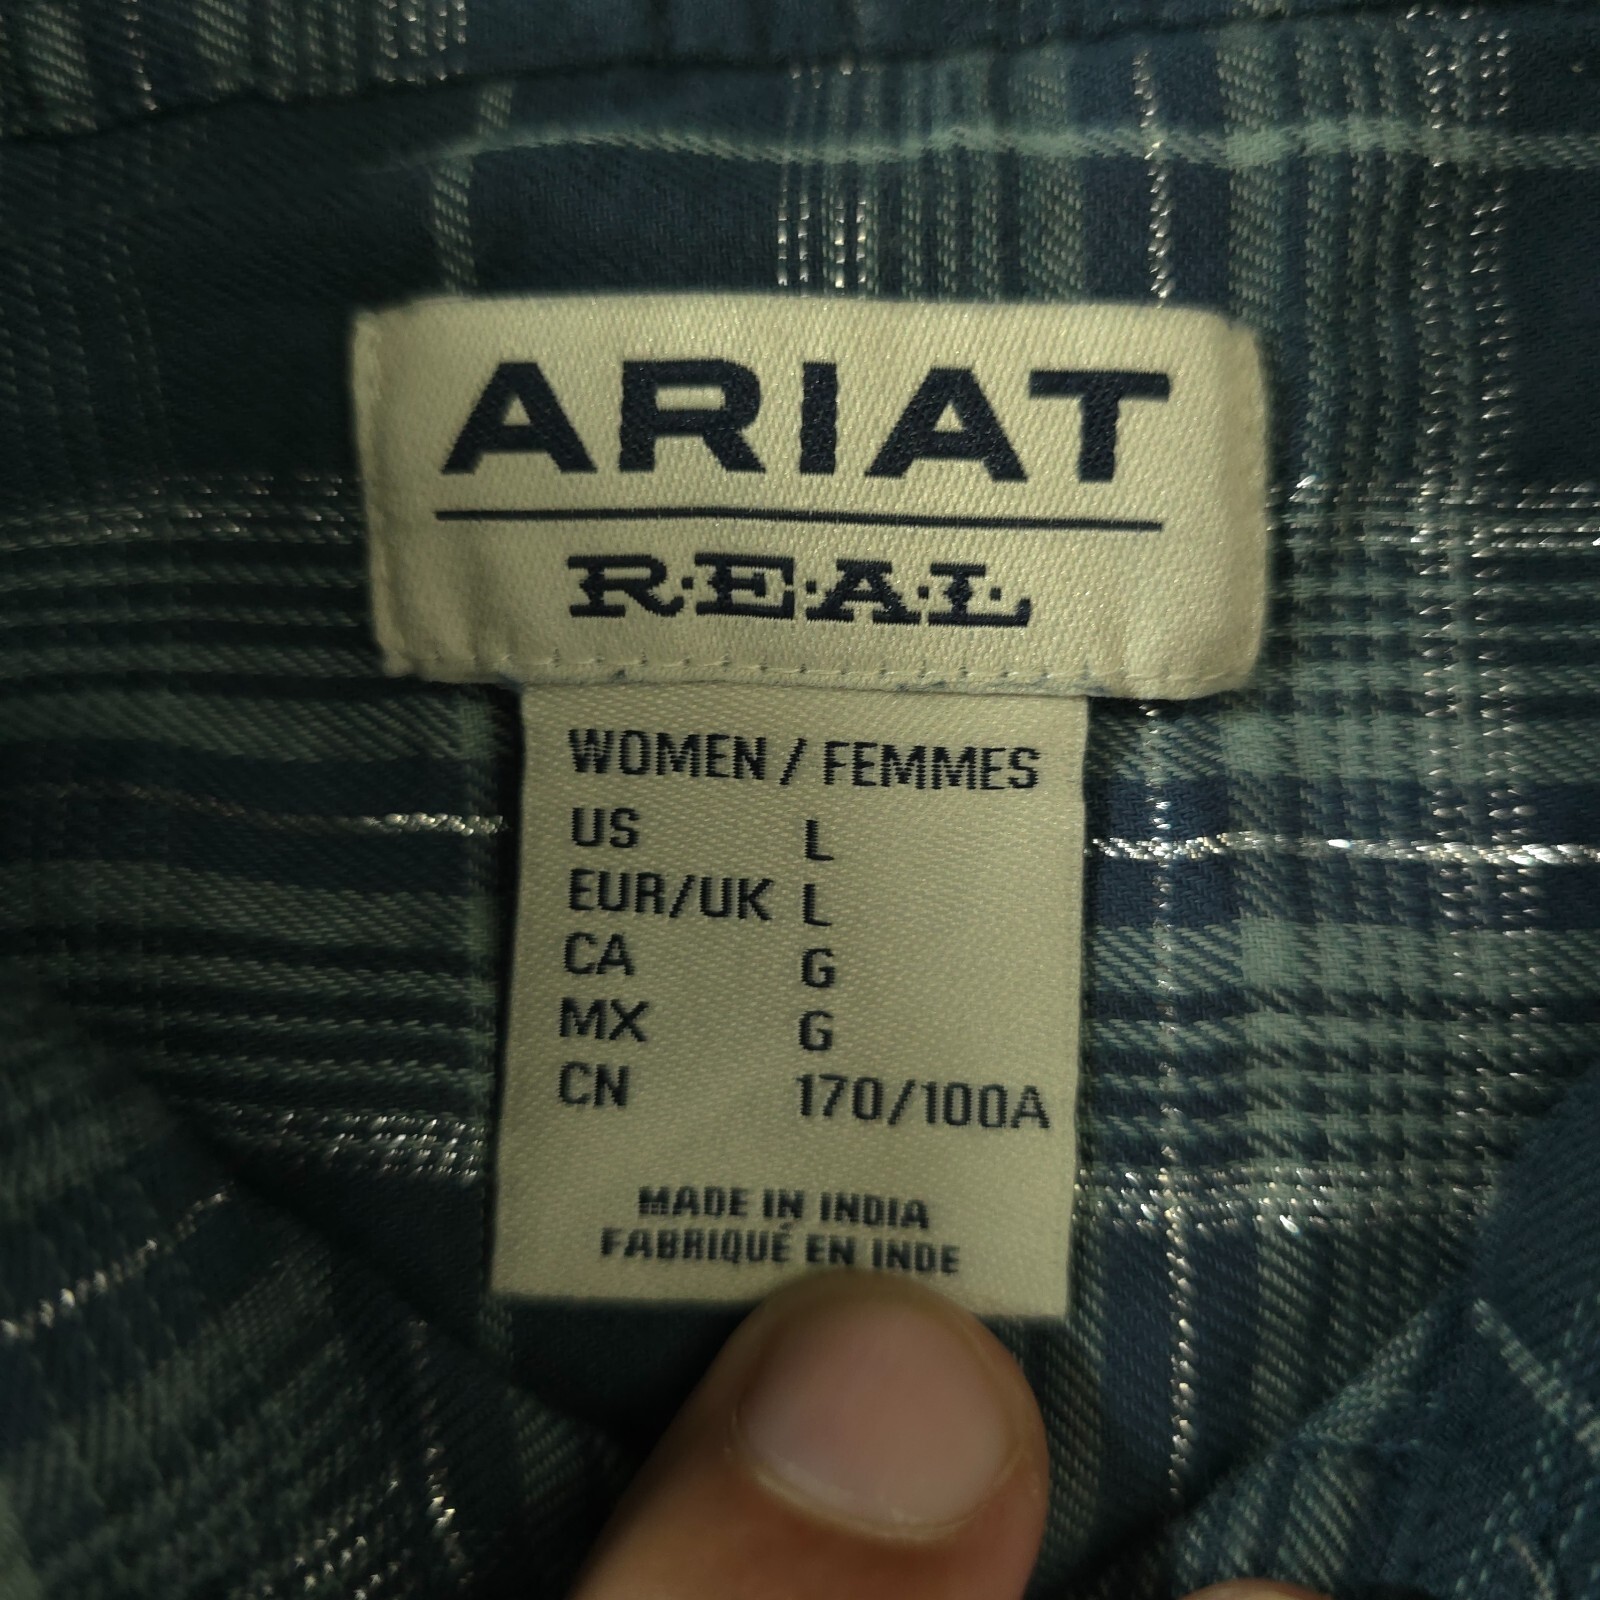 ARIAT
R·E·A·L
WOMEN / FEMMES
US L
EUR/UK L
CA G
MX G
CN 170/100A
MADE IN INDIA
FABRIQUÉ EN INDE